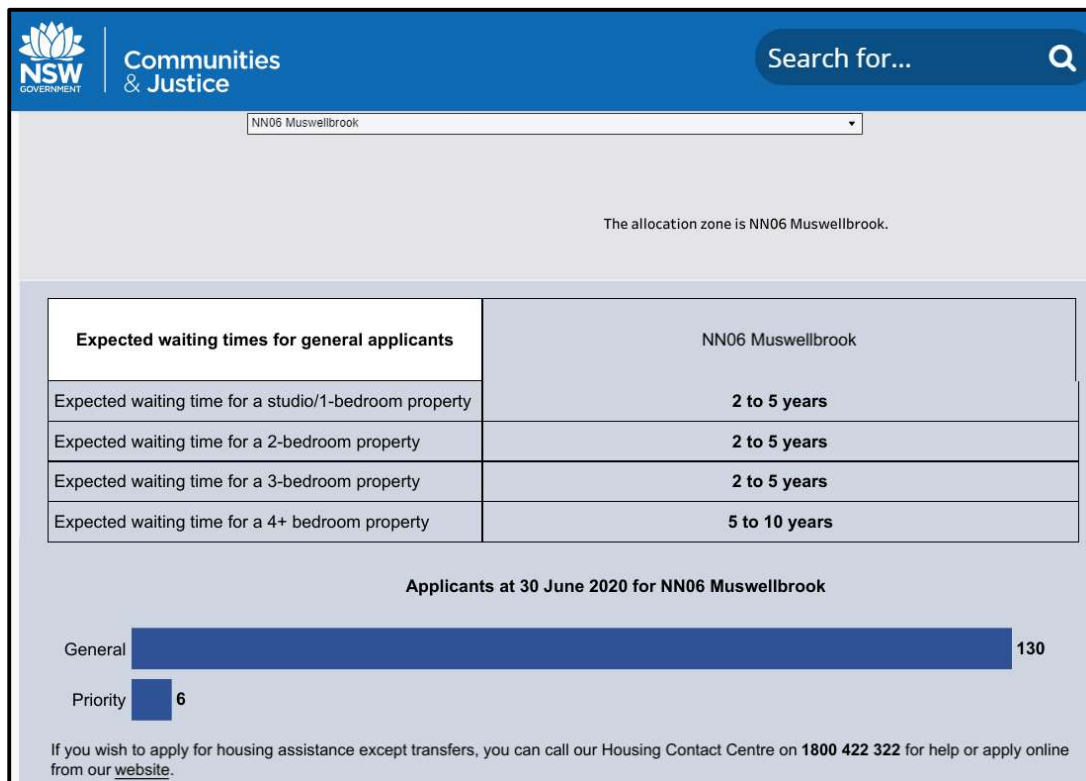 NSW
GOVERNMENT
Communities
& Justice
Search for...
NN06 Muswellbrook
The allocation zone is NN06 Muswellbrook.
Expected waiting times for general applicants NN06 Muswellbrook
Expected waiting time for a studio/1-bedroom property 2 to 5 years
Expected waiting time for a 2-bedroom property 2 to 5 years
Expected waiting time for a 3-bedroom property 2 to 5 years
Expected waiting time for a 4+ bedroom property 5 to 10 years
Applicants at 30 June 2020 for NN06 Muswellbrook
General 130
Priority 6
If you wish to apply for housing assistance except transfers, you can call our Housing Contact Centre on 1800 422 322 for help or apply online
from our website.